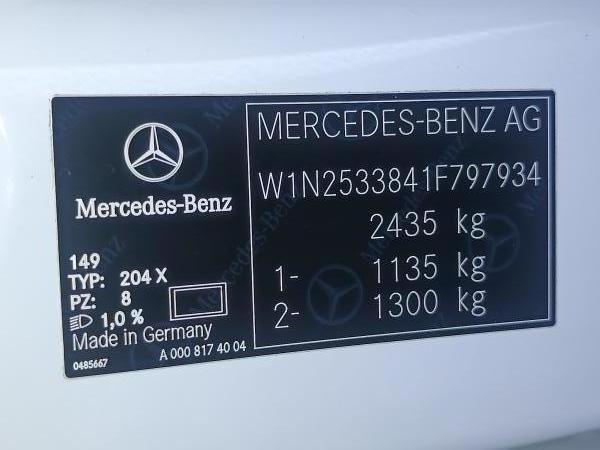 Mercedes-Benz
149
TYP: 204 X
PZ: 8
1,0 %
Made in Germany
0485667
A 000 817 40 04
MERCEDES-BENZ AG
W1N2533841F797934
2435 kg
1- 1135 kg
2- 1300 kg